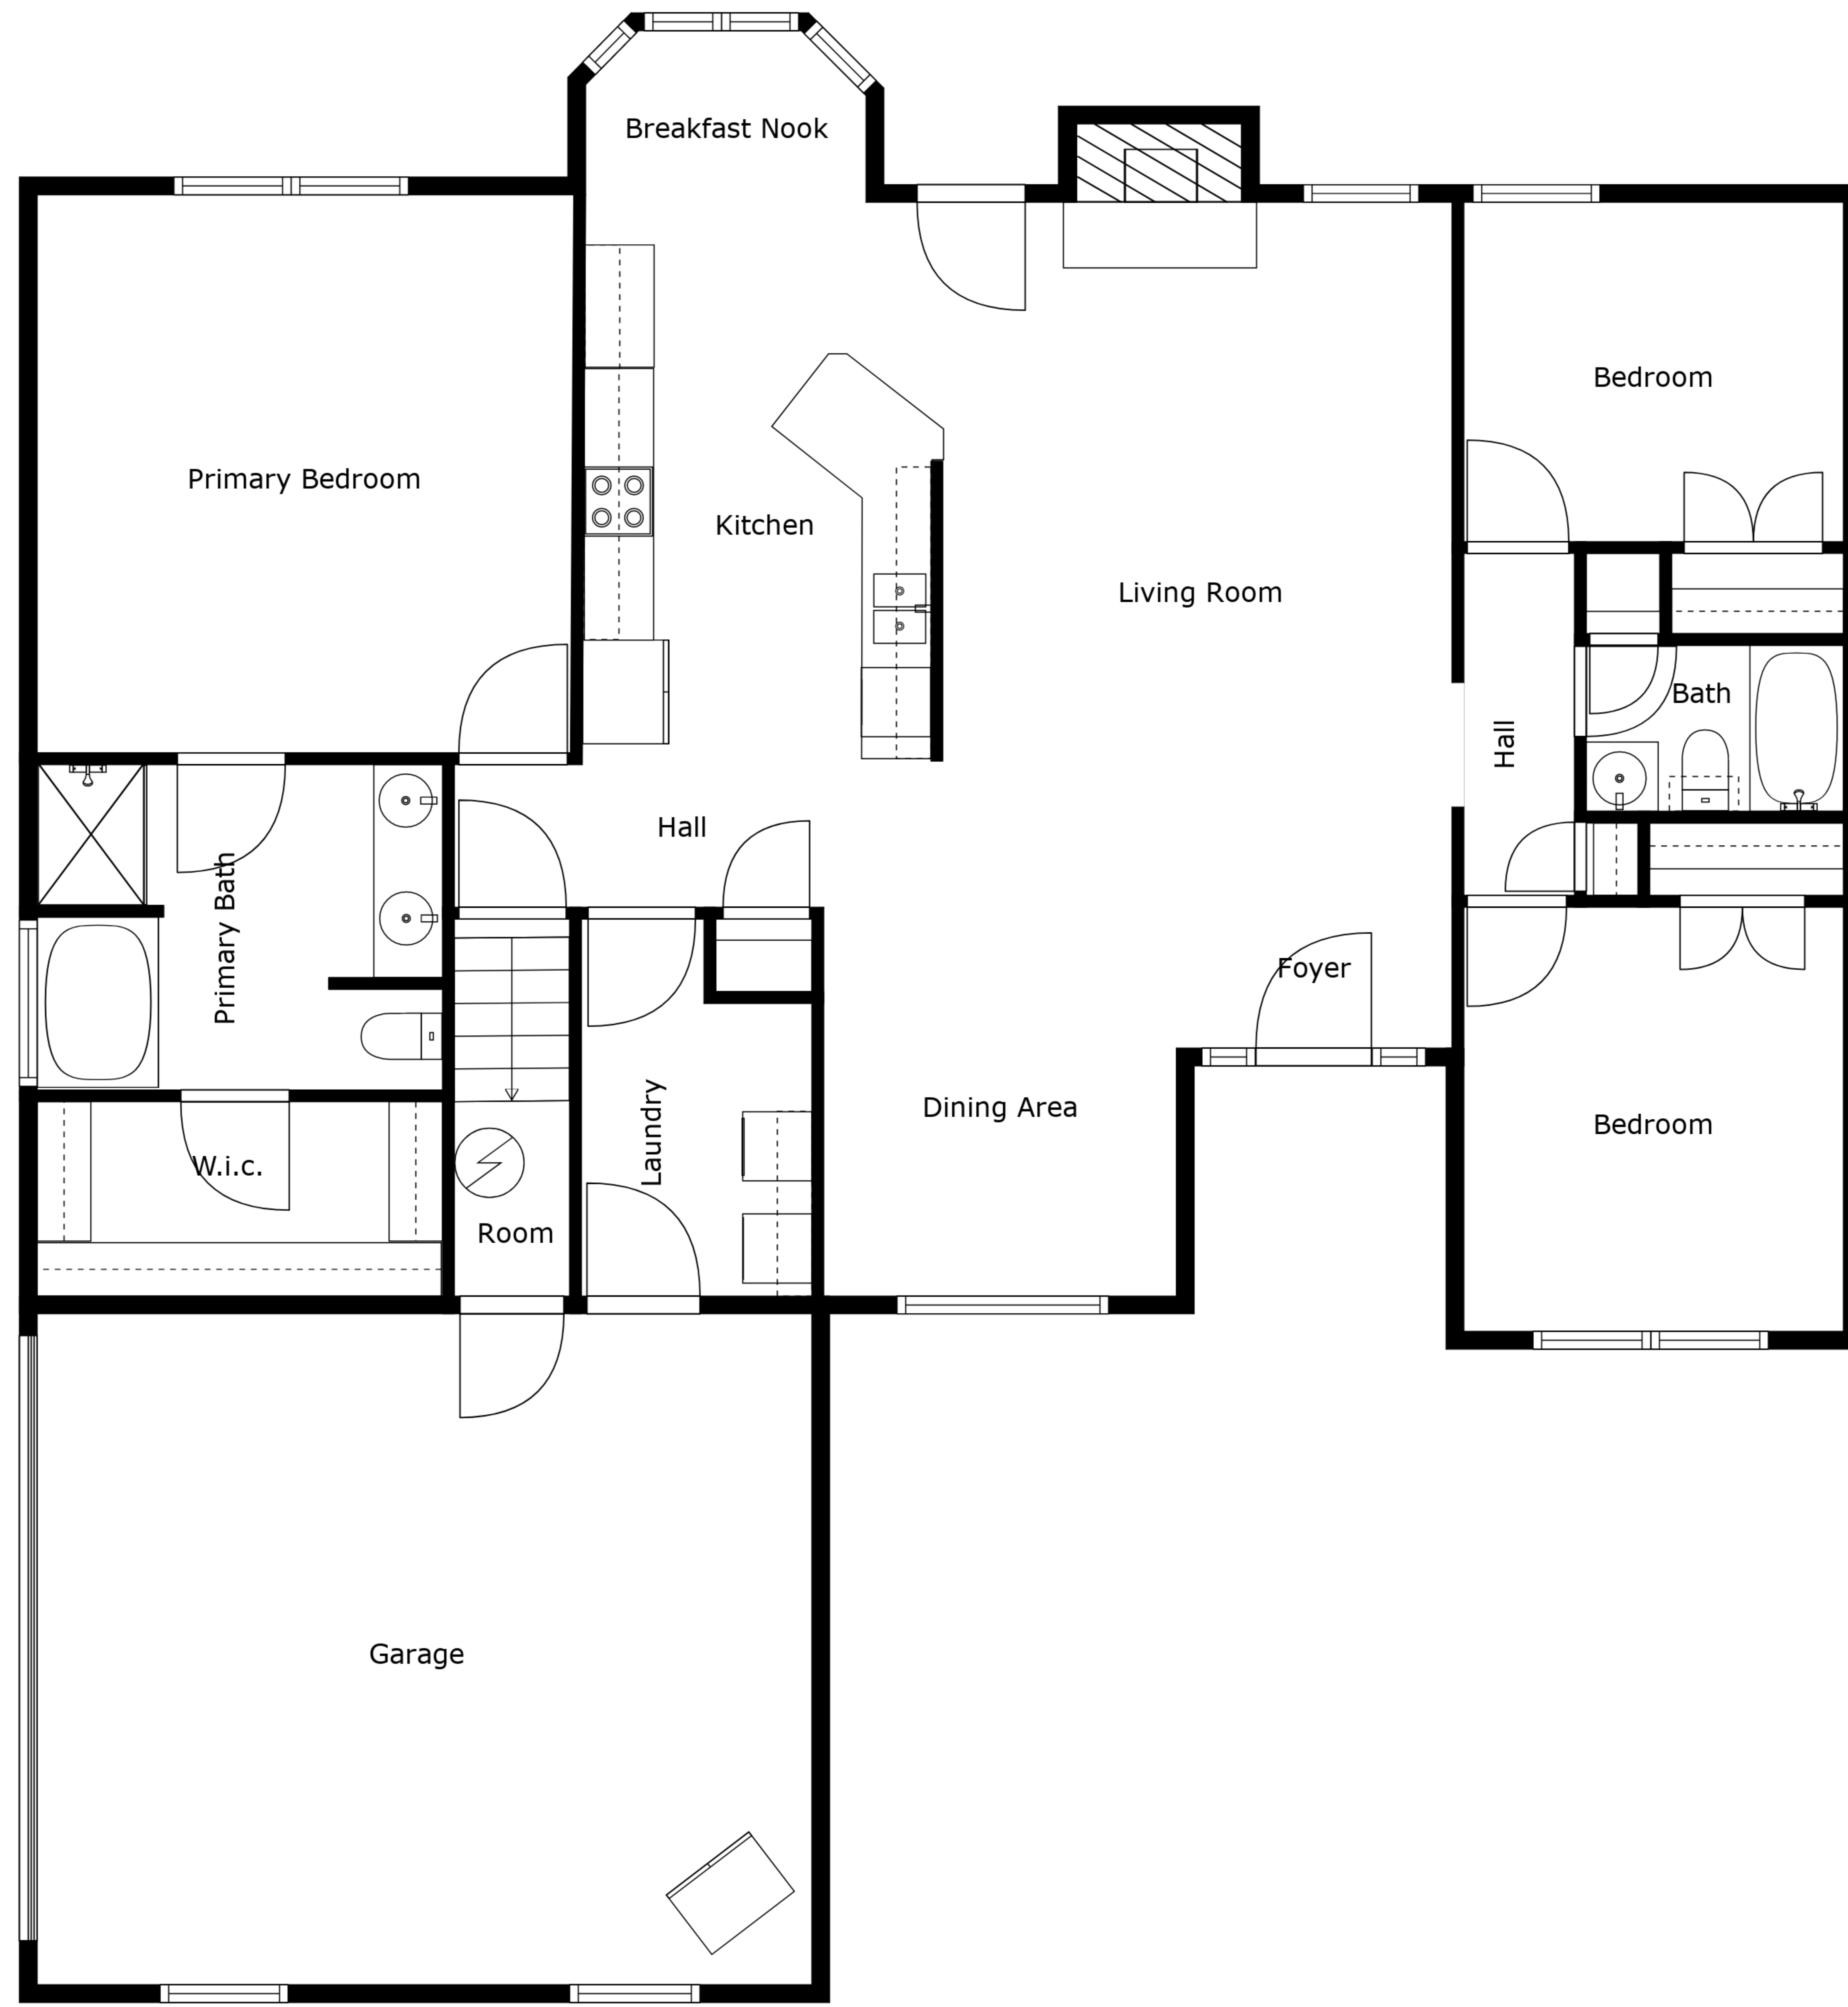 Breakfast Nook
Bedroom
Primary Bedroom
Kitchen
Living Room
Bath
Hall
Hall
Primary Bath
Foyer
Dining Area
Laundry
Bedroom
W.i.c.
Room
Garage